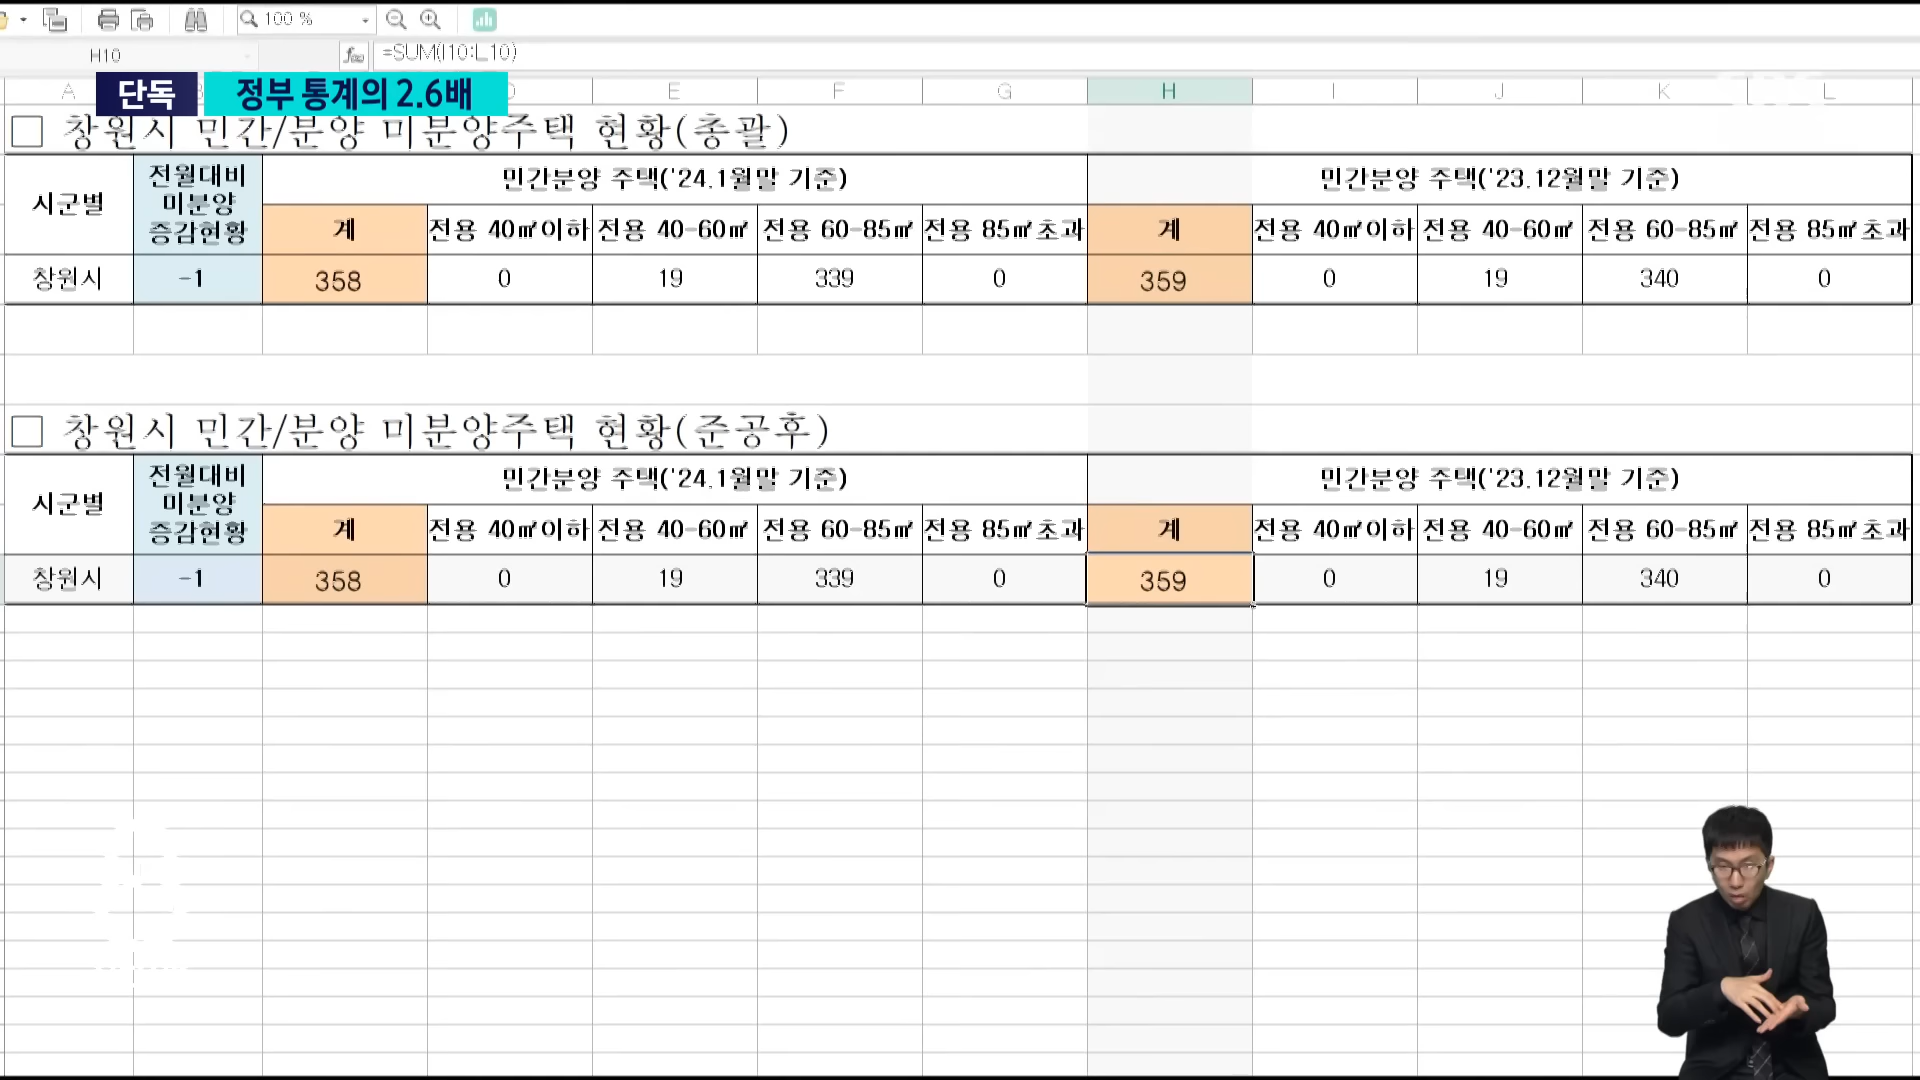 100 %
H10 =SUM(I10:L10)
단독 정부 통계의 2.6배
A E F G H I J K L
□ 창원시 민간/분양 미분양주택 현황(총괄)
시군별 전월대비 미분양 증감현황 민간분양 주택('24.1월말 기준) 민간분양 주택('23.12월말 기준)
계 전용 40㎡이하 전용 40-60㎡ 전용 60-85㎡ 전용 85㎡초과 계 전용 40㎡이하 전용 40-60㎡ 전용 60-85㎡ 전용 85㎡초과
창원시 -1 358 0 19 339 0 359 0 19 340 0
□ 창원시 민간/분양 미분양주택 현황(준공후)
시군별 전월대비 미분양 증감현황 민간분양 주택('24.1월말 기준) 민간분양 주택('23.12월말 기준)
계 전용 40㎡이하 전용 40-60㎡ 전용 60-85㎡ 전용 85㎡초과 계 전용 40㎡이하 전용 40-60㎡ 전용 60-85㎡ 전용 85㎡초과
창원시 -1 358 0 19 339 0 359 0 19 340 0